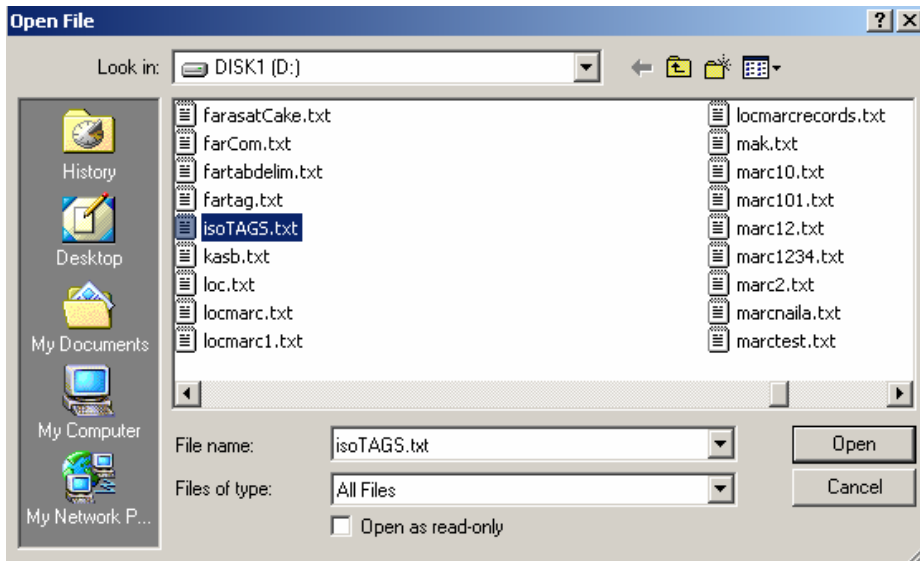 Open File
Look in: DISK1 (D:)
History
Desktop
My Documents
My Computer
My Network P...
farasatCake.txt
farCom.txt
fartabdelim.txt
fartag.txt
isoTAGS.txt
kasb.txt
loc.txt
locmarc.txt
locmarc1.txt
locmarcrecords.txt
mak.txt
marc10.txt
marc101.txt
marc12.txt
marc1234.txt
marc2.txt
marcnaila.txt
marctest.txt
File name: isoTAGS.txt Open
Files of type: All Files Cancel
Open as read-only